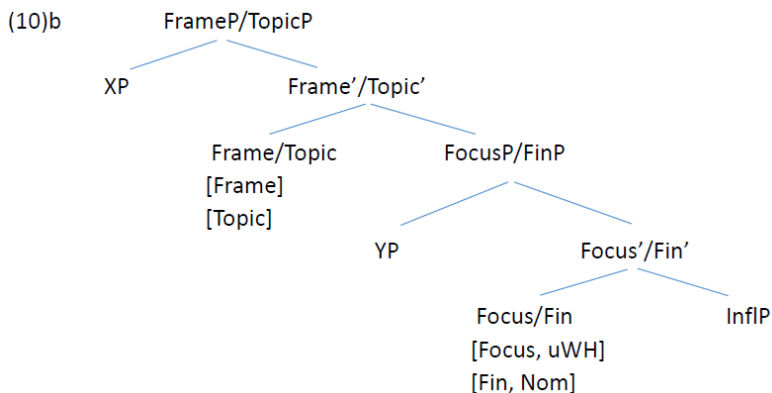 (10)b FrameP/TopicP
XP Frame’/Topic’
Frame/Topic FocusP/FinP
[Frame]
[Topic]
YP Focus’/Fin’
Focus/Fin InflP
[Focus, uWH]
[Fin, Nom]